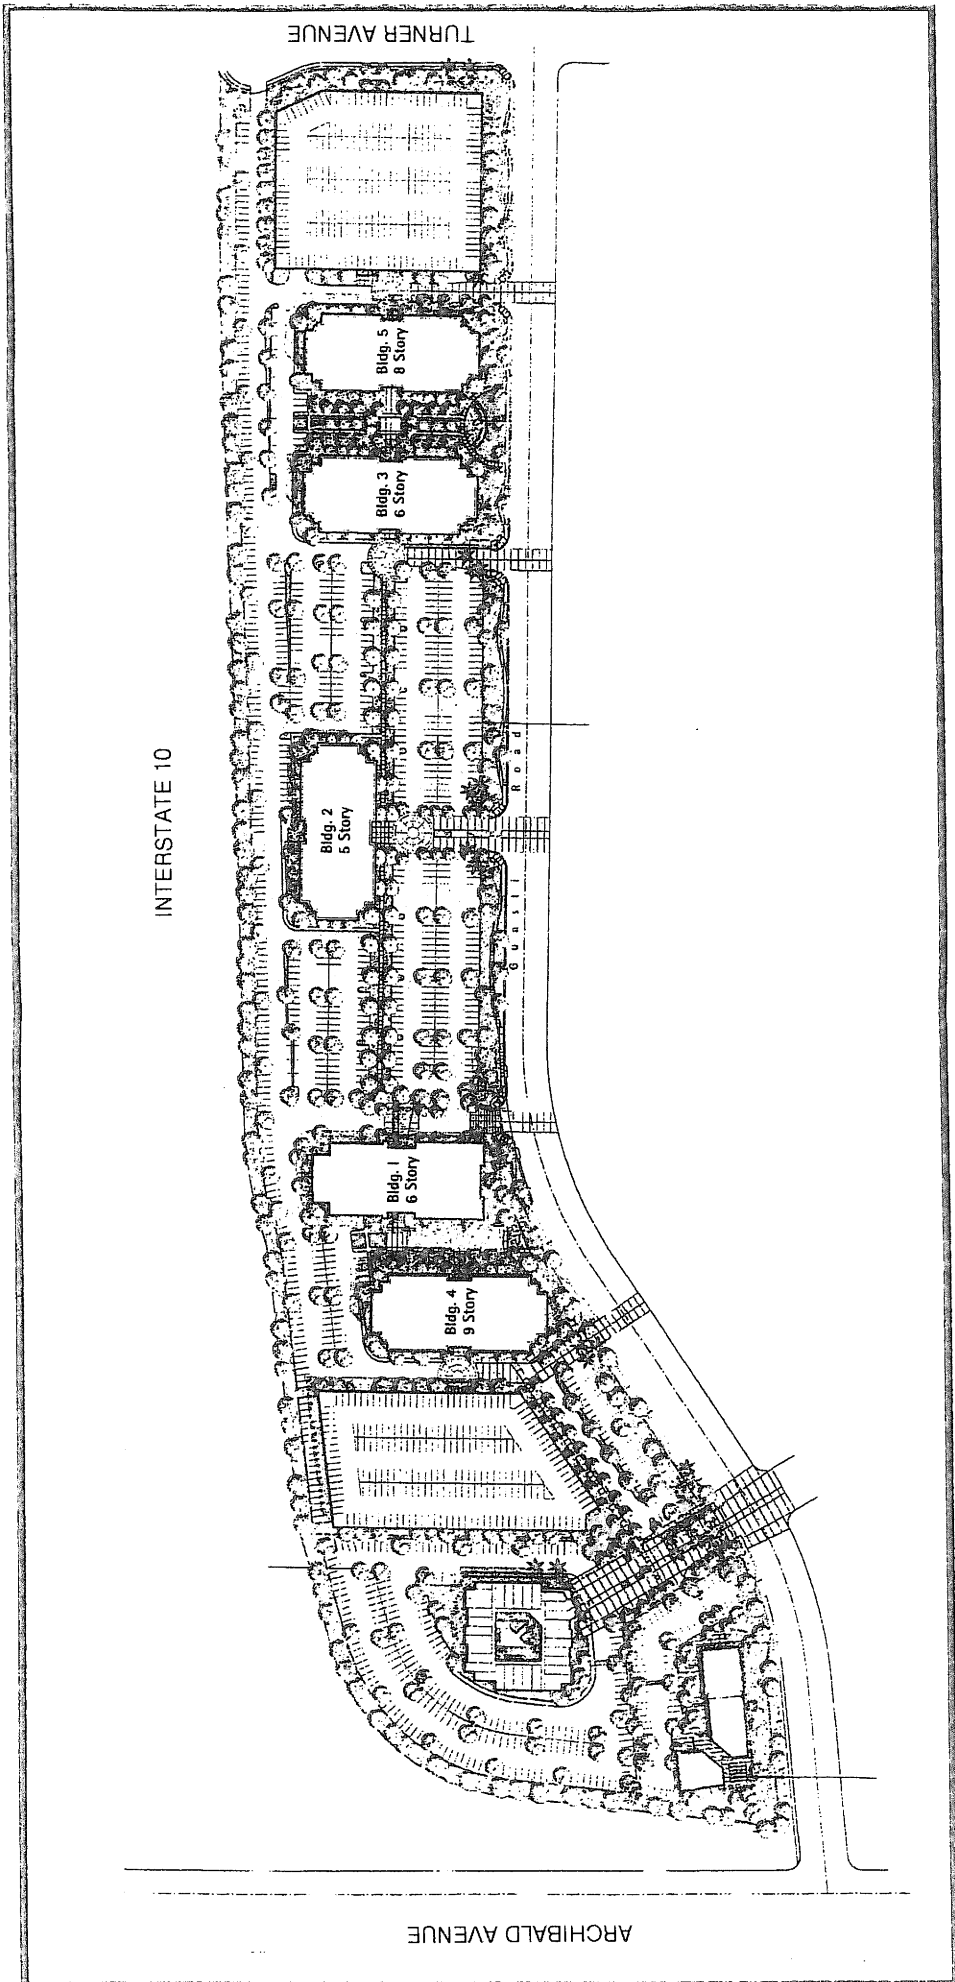 TURNER AVENUE
Bldg. 5
8 Story
Bldg. 3
6 Story
INTERSTATE 10
Bldg. 2
5 Story
Road
Bldg. 1
6 Story
Bldg. 4
9 Story
ARCHIBALD AVENUE